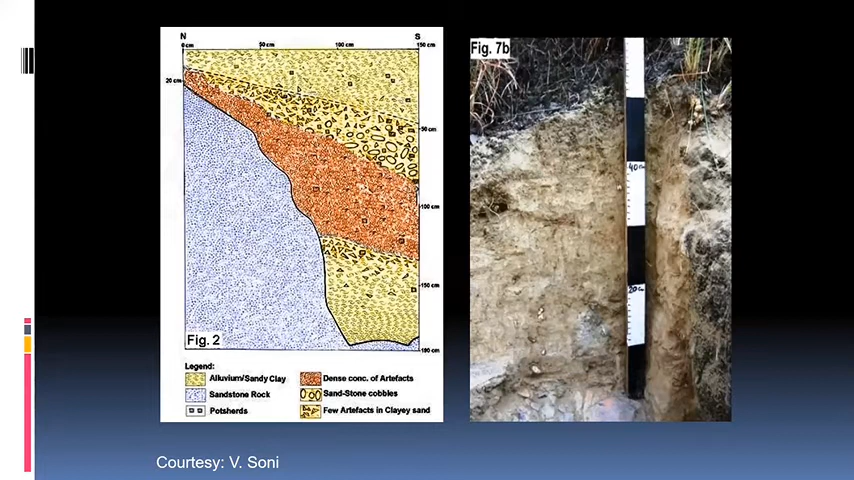 N
S
0 cm
50 cm
100 cm
150 cm
20 cm
50 cm
100 cm
150 cm
Fig. 2
Legend:
Alluvium/Sandy Clay
Dense conc. of Artefacts
Sandstone Rock
Sand-Stone cobbles
Potsherds
Few Artefacts in Clayey sand
Fig. 7b
40 Cm
20 Cm
Courtesy: V. Soni